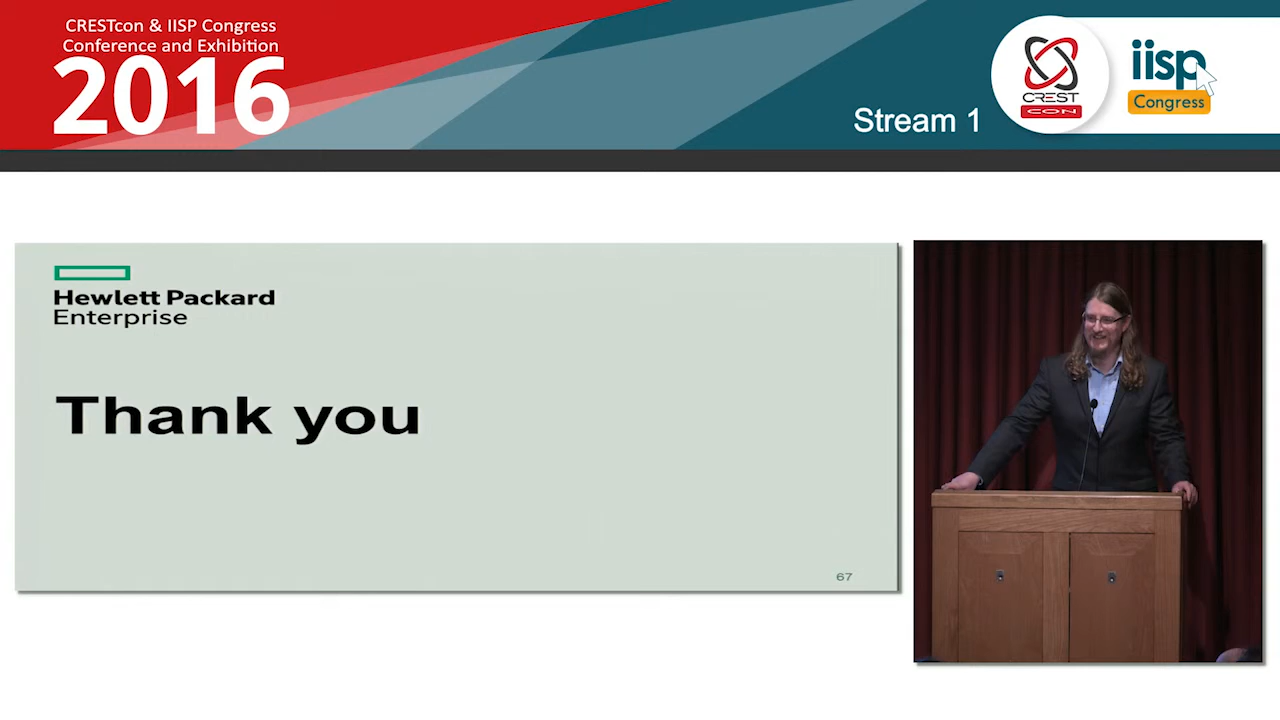 CRESTcon & IISP Congress
Conference and Exhibition
2016
Stream 1
CREST
CON
iisp
Congress
Hewlett Packard
Enterprise
Thank you
67